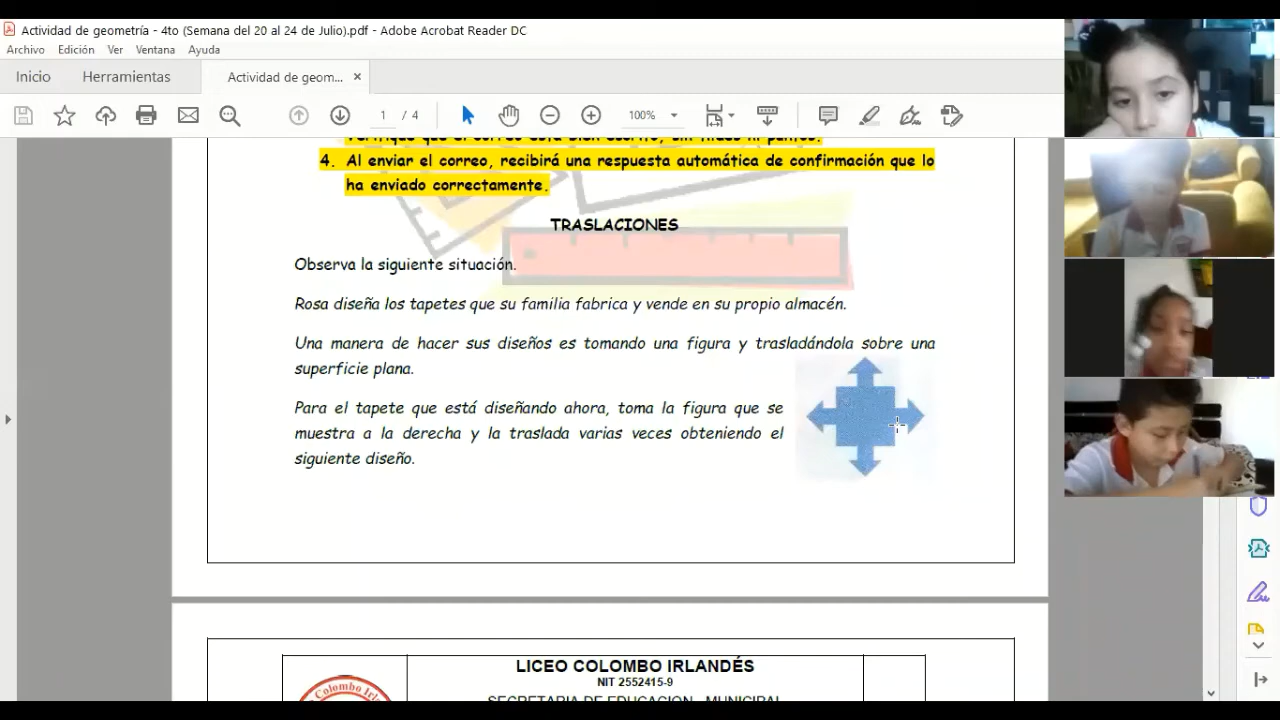 Actividad de geometría - 4to (Semana del 20 al 24 de Julio).pdf - Adobe Acrobat Reader DC
Archivo Edición Ver Ventana Ayuda
Inicio Herramientas Actividad de geom... ×
1 / 4 100%
4. Al enviar el correo, recibirá una respuesta automática de confirmación que lo
ha enviado correctamente.
TRASLACIONES
Observa la siguiente situación.
Rosa diseña los tapetes que su familia fabrica y vende en su propio almacén.
Una manera de hacer sus diseños es tomando una figura y trasladándola sobre una
superficie plana.
Para el tapete que está diseñando ahora, toma la figura que se
muestra a la derecha y la traslada varias veces obteniendo el
siguiente diseño.
LICEO COLOMBO IRLANDÉS
NIT 2552415-9
SECRETARIA DE EDUCACION MUNICIPAL
Colombo